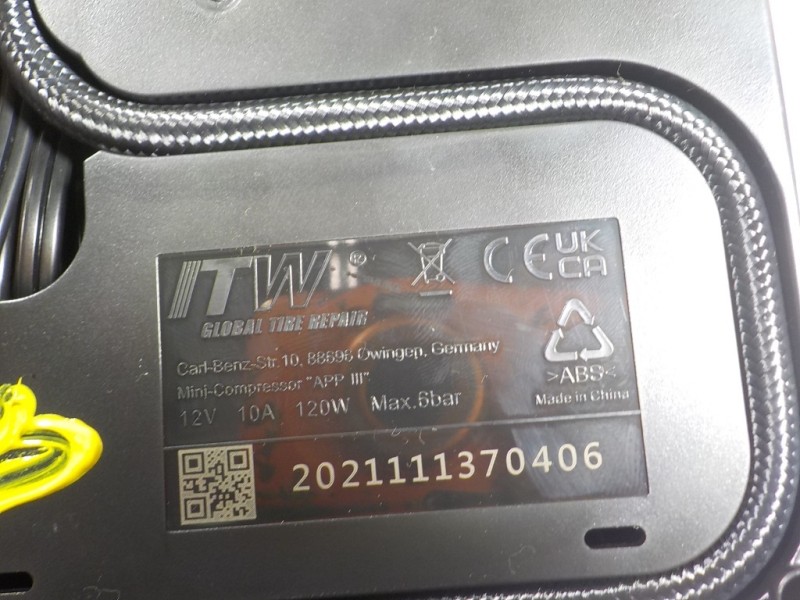 ITW®
GLOBAL TIRE REPAIR
CE
UK
CA
Carl-Benz-Str.10, 88696 Owingen, Germany
Mini-Compressor "APP III"
12V 10A 120W Max.6bar
>ABS<
Made in China
2021111370406